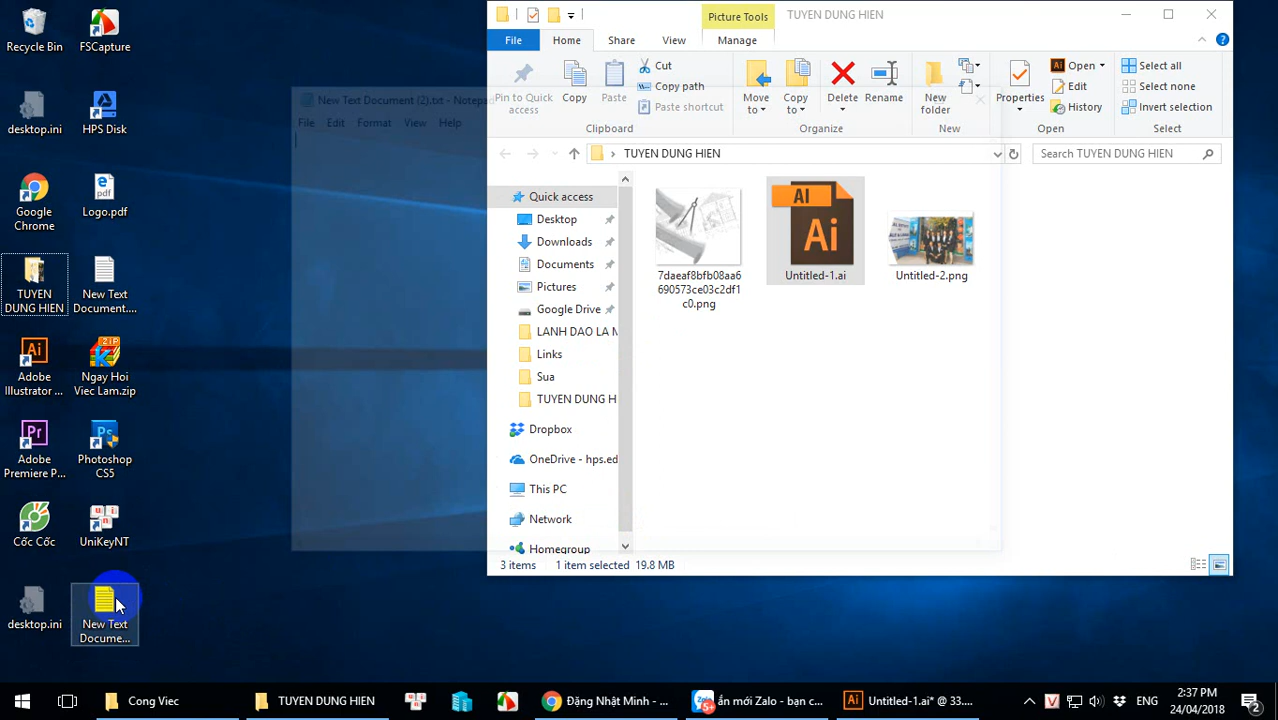 Recycle Bin
FSCapture
desktop.ini
HPS Disk
Google
Chrome
Logo.pdf
TUYEN
DUNG HIEN
New Text
Document....
Adobe
Illustrator ...
Ngay Hoi
Viec Lam.zip
Adobe
Premiere P...
Photoshop
CS5
Cốc Cốc
UniKeyNT
desktop.ini
New Text
Docume...
New Text Document (2).txt - Notepad
File Edit Format View Help
Picture Tools
TUYEN DUNG HIEN
File Home Share View Manage
Pin to Quick
access
Copy
Paste
Cut
Copy path
Paste shortcut
Clipboard
Move
to
Copy
to
Delete
Rename
Organize
New
folder
New
Properties
Open
Edit
History
Open
Select all
Select none
Invert selection
Select
TUYEN DUNG HIEN
Search TUYEN DUNG HIEN
Quick access
Desktop
Downloads
Documents
Pictures
Google Drive
LANH DAO LA M
Links
Sua
TUYEN DUNG H
Dropbox
OneDrive - hps.ed
This PC
Network
Homegroup
7daeaf8bfb08aa6
690573ce03c2df1
c0.png
Untitled-1.ai
Untitled-2.png
3 items 1 item selected 19.8 MB
Cong Viec
TUYEN DUNG HIEN
Đặng Nhật Minh - ...
ắn mới Zalo - bạn c...
Untitled-1.ai* @ 33....
ENG
2:37 PM
24/04/2018